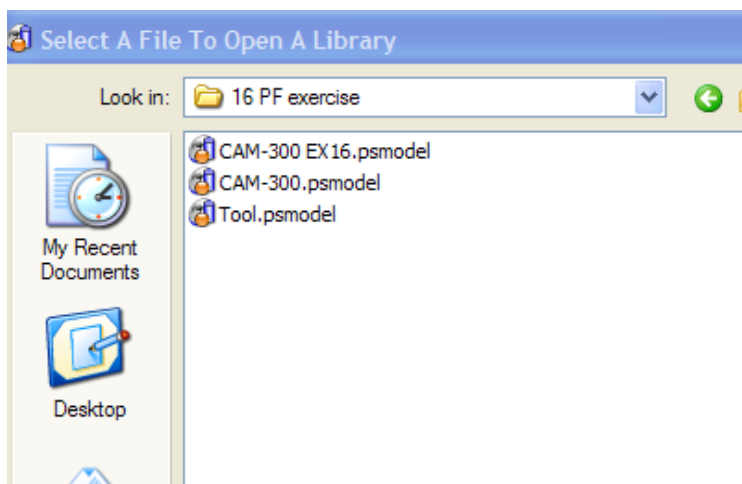 Select A File To Open A Library
Look in: 16 PF exercise
CAM-300 EX16.psmodel
CAM-300.psmodel
Tool.psmodel
My Recent
Documents
Desktop